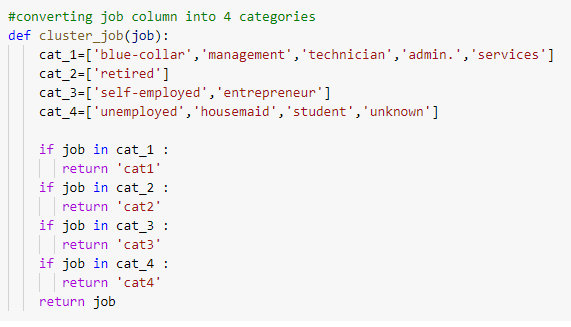 #converting job column into 4 categories
def cluster_job(job):
    cat_1=['blue-collar','management','technician','admin.','services']
    cat_2=['retired']
    cat_3=['self-employed','entrepreneur']
    cat_4=['unemployed','housemaid','student','unknown']
    if job in cat_1 :
        return 'cat1'
    if job in cat_2 :
        return 'cat2'
    if job in cat_3 :
        return 'cat3'
    if job in cat_4 :
        return 'cat4'
    return job